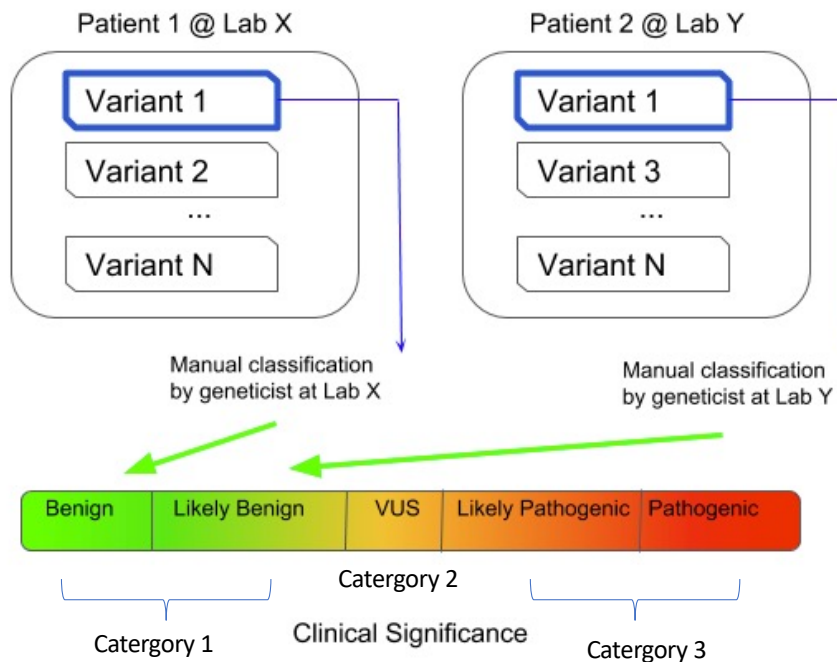 Patient 1 @ Lab X
Variant 1
Variant 2
...
Variant N
Patient 2 @ Lab Y
Variant 1
Variant 3
...
Variant N
Manual classification
by geneticist at Lab X
Manual classification
by geneticist at Lab Y
Benign
Likely Benign
VUS
Likely Pathogenic
Pathogenic
Catergory 1
Catergory 2
Catergory 3
Clinical Significance